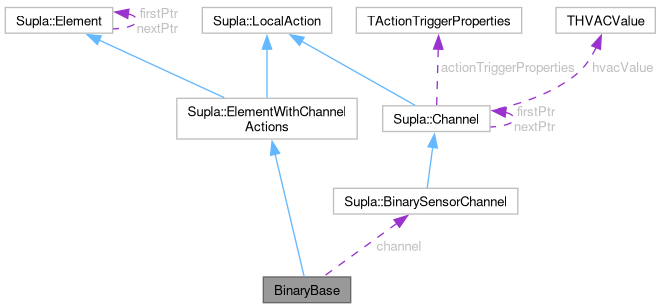 Supla::Element
firstPtr
nextPtr
Supla::LocalAction
TActionTriggerProperties
THVACValue
actionTriggerProperties
hvacValue
Supla::ElementWithChannel
Actions
Supla::Channel
firstPtr
nextPtr
Supla::BinarySensorChannel
channel
BinaryBase